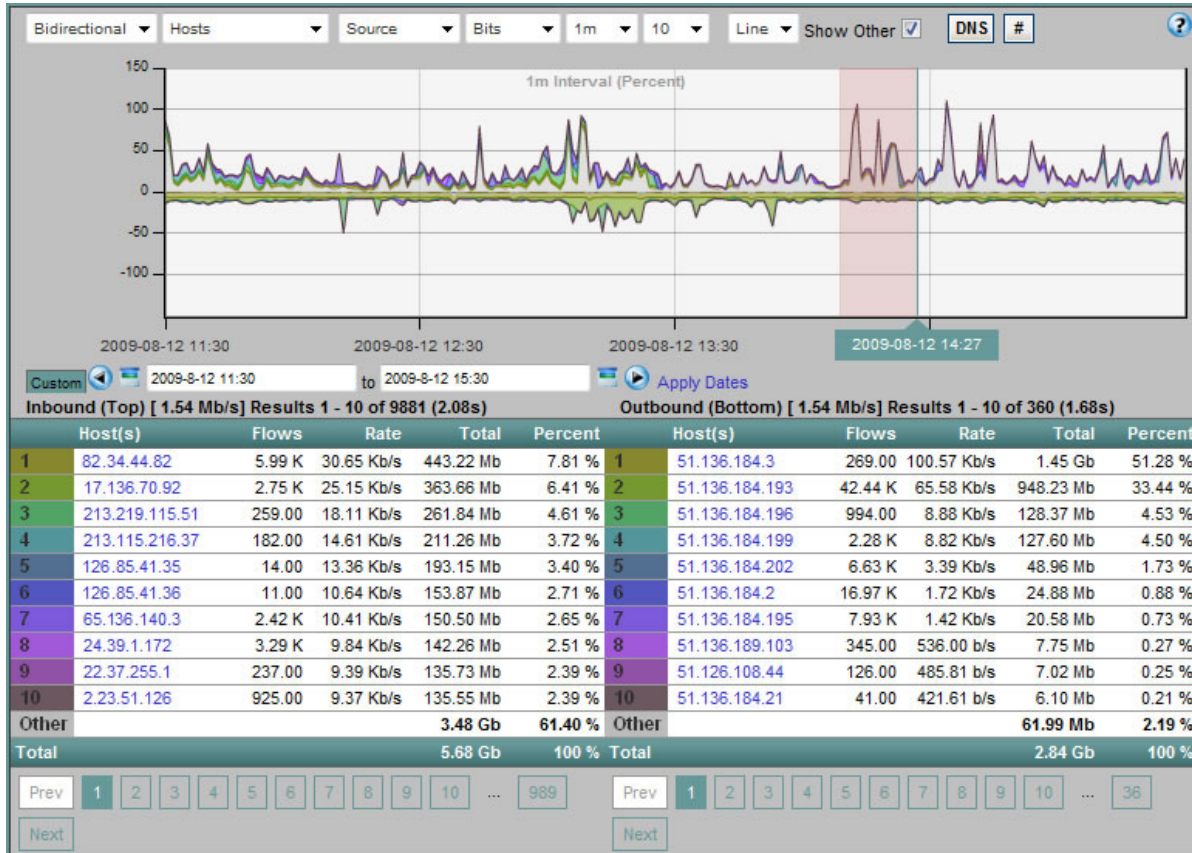 Bidirectional Hosts Source Bits 1m 10 Line Show Other DNS # ?
1m Interval (Percent)
150
100
50
0
-50
-100
2009-08-12 11:30 2009-08-12 12:30 2009-08-12 13:30 2009-08-12 14:27
Custom 2009-8-12 11:30 to 2009-8-12 15:30 Apply Dates
Inbound (Top) [ 1.54 Mb/s] Results 1 - 10 of 9881 (2.08s) Outbound (Bottom) [ 1.54 Mb/s] Results 1 - 10 of 360 (1.68s)
Host(s) Flows Rate Total Percent Host(s) Flows Rate Total Percent
1 82.34.44.82 5.99 K 30.65 Kb/s 443.22 Mb 7.81 % 1 51.136.184.3 269.00 100.57 Kb/s 1.45 Gb 51.28 %
2 17.136.70.92 2.75 K 25.15 Kb/s 363.66 Mb 6.41 % 2 51.136.184.193 42.44 K 65.58 Kb/s 948.23 Mb 33.44 %
3 213.219.115.51 259.00 18.11 Kb/s 261.84 Mb 4.61 % 3 51.136.184.196 994.00 8.88 Kb/s 128.37 Mb 4.53 %
4 213.115.216.37 182.00 14.61 Kb/s 211.26 Mb 3.72 % 4 51.136.184.199 2.28 K 8.82 Kb/s 127.60 Mb 4.50 %
5 126.85.41.35 14.00 13.36 Kb/s 193.15 Mb 3.40 % 5 51.136.184.202 6.63 K 3.39 Kb/s 48.96 Mb 1.73 %
6 126.85.41.36 11.00 10.64 Kb/s 153.87 Mb 2.71 % 6 51.136.184.2 16.97 K 1.72 Kb/s 24.88 Mb 0.88 %
7 65.136.140.3 2.42 K 10.41 Kb/s 150.50 Mb 2.65 % 7 51.136.184.195 7.93 K 1.42 Kb/s 20.58 Mb 0.73 %
8 24.39.1.172 3.29 K 9.84 Kb/s 142.26 Mb 2.51 % 8 51.136.189.103 345.00 536.00 b/s 7.75 Mb 0.27 %
9 22.37.255.1 237.00 9.39 Kb/s 135.73 Mb 2.39 % 9 51.126.108.44 126.00 485.81 b/s 7.02 Mb 0.25 %
10 2.23.51.126 925.00 9.37 Kb/s 135.55 Mb 2.39 % 10 51.136.184.21 41.00 421.61 b/s 6.10 Mb 0.21 %
Other 3.48 Gb 61.40 % Other 61.99 Mb 2.19 %
Total 5.68 Gb 100 % Total 2.84 Gb 100 %
Prev 1 2 3 4 5 6 7 8 9 10 ... 989 Prev 1 2 3 4 5 6 7 8 9 10 ... 36
Next Next